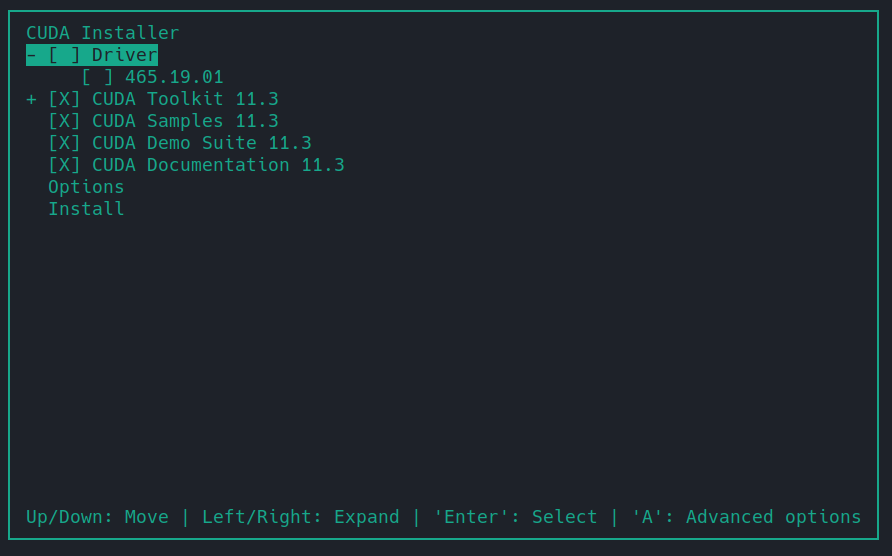 CUDA Installer
- [ ] Driver
[ ] 465.19.01
+ [X] CUDA Toolkit 11.3
[X] CUDA Samples 11.3
[X] CUDA Demo Suite 11.3
[X] CUDA Documentation 11.3
Options
Install
Up/Down: Move | Left/Right: Expand | 'Enter': Select | 'A': Advanced options